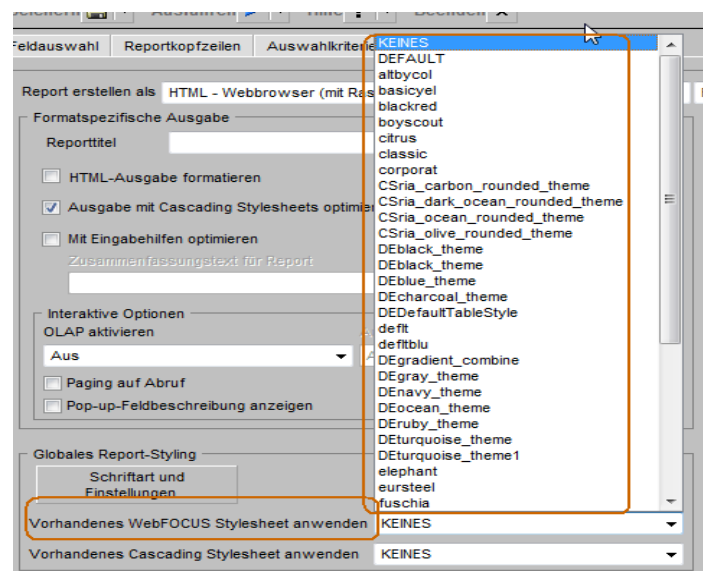 Feldauswahl Reportkopfzeilen Auswahlkriterie
Report erstellen als HTML - Webbrowser (mit Ras
Formatspezifische Ausgabe
Reporttitel
HTML-Ausgabe formatieren
Ausgabe mit Cascading Stylesheets optimie
Mit Eingabehilfen optimieren
Zusammenfassungstext für Report
Interaktive Optionen
OLAP aktivieren
Aus
Paging auf Abruf
Pop-up-Feldbeschreibung anzeigen
KEINES
DEFAULT
altbycol
basicyel
blackred
boyscout
citrus
classic
corporat
CSria_carbon_rounded_theme
CSria_dark_ocean_rounded_theme
CSria_ocean_rounded_theme
CSria_olive_rounded_theme
DEblack_theme
DEblack_theme
DEblue_theme
DEcharcoal_theme
DEDefaultTableStyle
deflt
defltblu
DEgradient_combine
DEgray_theme
DEnavy_theme
DEocean_theme
DEruby_theme
DEturquoise_theme
DEturquoise_theme1
elephant
eursteel
fuschia
Globales Report-Styling
Schriftart und
Einstellungen
Vorhandenes WebFOCUS Stylesheet anwenden KEINES
Vorhandenes Cascading Stylesheet anwenden KEINES